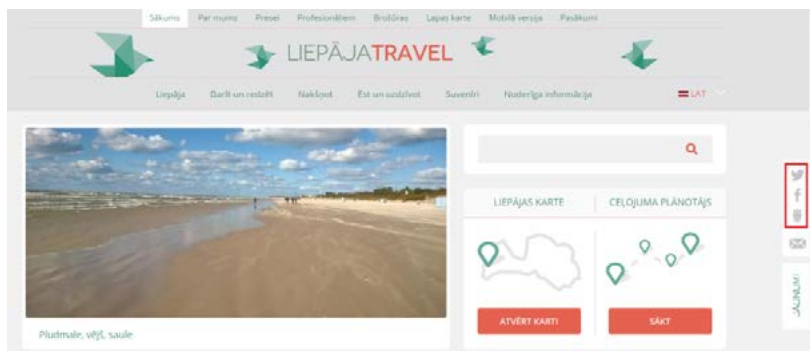 Sākums Par mums Presei Profesionāļiem Brošūras Lapas karte Mobilā versija Pasākumi
LIEPĀJATRAVEL
Liepāja Darīt un redzēt Nakšņot Ēst un uzdzīvot Suvenīri Noderīga informācija LAT
LIEPĀJAS KARTE CEĻOJUMA PLĀNOTĀJS
ATVĒRT KARTI SĀKT
Pludmale, vējš, saule
JAUNUMI